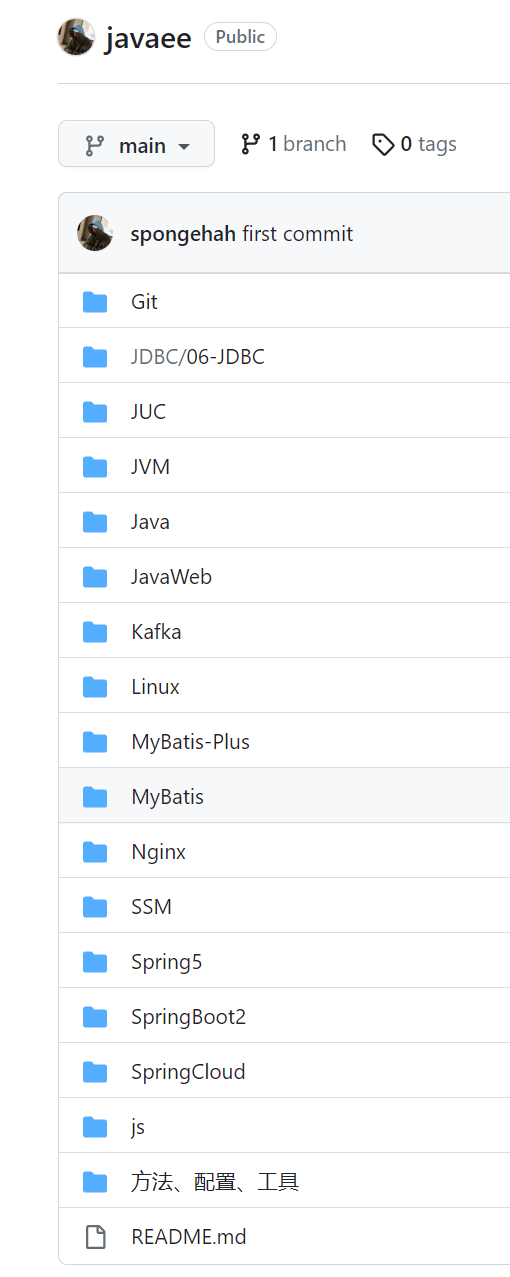 javaee Public
main 1 branch 0 tags
spongehah first commit
Git
JDBC/06-JDBC
JUC
JVM
Java
JavaWeb
Kafka
Linux
MyBatis-Plus
MyBatis
Nginx
SSM
Spring5
SpringBoot2
SpringCloud
js
方法、配置、工具
README.md